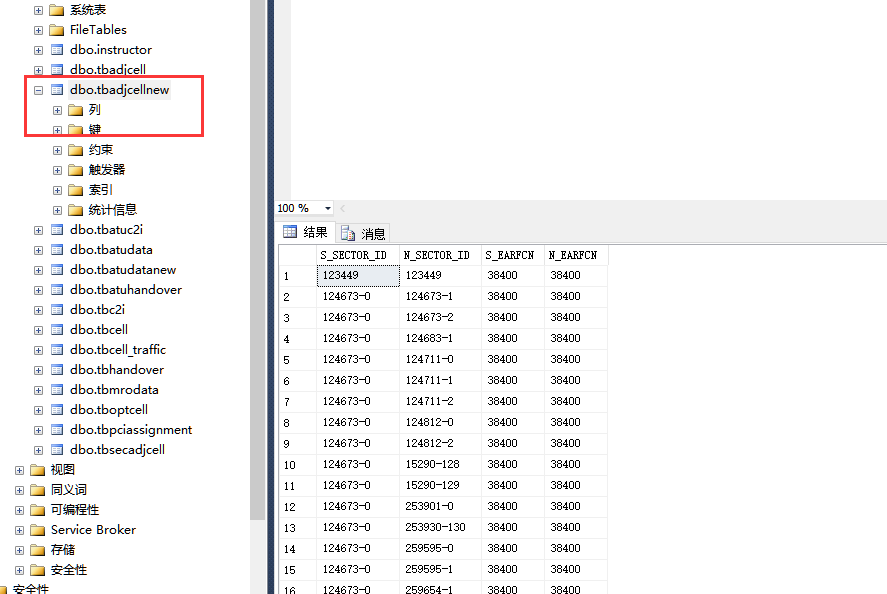 系统表
FileTables
dbo.instructor
dbo.tbadjcell
dbo.tbadjcellnew
列
键
约束
触发器
索引
统计信息
dbo.tbatuc2i
dbo.tbatudata
dbo.tbatudatanew
dbo.tbatuhandover
dbo.tbc2i
dbo.tbcell
dbo.tbcell_traffic
dbo.tbhandover
dbo.tbmrodata
dbo.tboptcell
dbo.tbpciassignment
dbo.tbsecadjcell
视图
同义词
可编程性
Service Broker
存储
安全性
安全性
100 %
结果 消息
S_SECTOR_ID N_SECTOR_ID S_EARFCN N_EARFCN
1 123449 123449 38400 38400
2 124673-0 124673-1 38400 38400
3 124673-0 124673-2 38400 38400
4 124673-0 124683-1 38400 38400
5 124673-0 124711-0 38400 38400
6 124673-0 124711-1 38400 38400
7 124673-0 124711-2 38400 38400
8 124673-0 124812-0 38400 38400
9 124673-0 124812-2 38400 38400
10 124673-0 15290-128 38400 38400
11 124673-0 15290-129 38400 38400
12 124673-0 253901-0 38400 38400
13 124673-0 253930-130 38400 38400
14 124673-0 259595-0 38400 38400
15 124673-0 259595-1 38400 38400
16 124673-0 259654-1 38400 38400